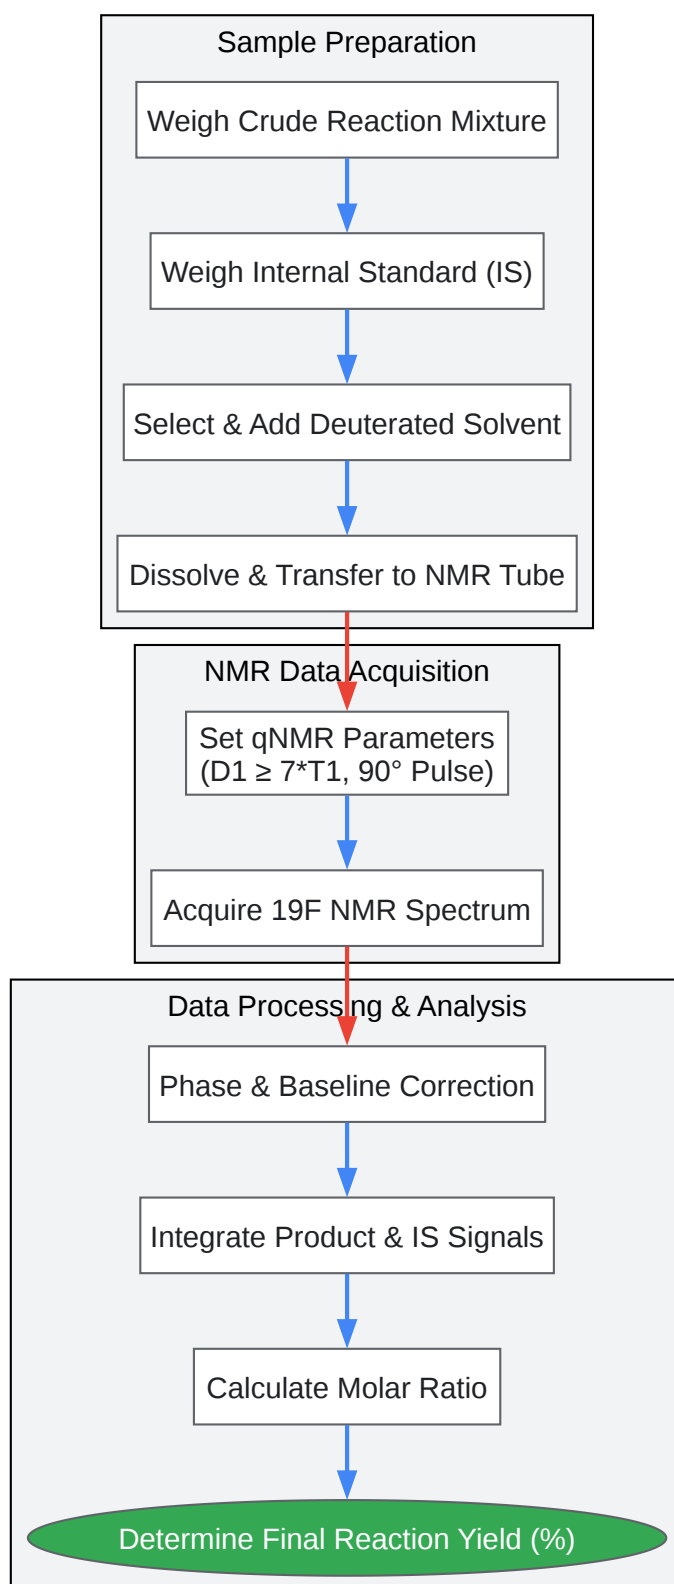 Sample Preparation
Weigh Crude Reaction Mixture
Weigh Internal Standard (IS)
Select & Add Deuterated Solvent
Dissolve & Transfer to NMR Tube
NMR Data Acquisition
Set qNMR Parameters
(D1 ≥ 7*T1, 90° Pulse)
Acquire 19F NMR Spectrum
Data Processing & Analysis
Phase & Baseline Correction
Integrate Product & IS Signals
Calculate Molar Ratio
Determine Final Reaction Yield (%)